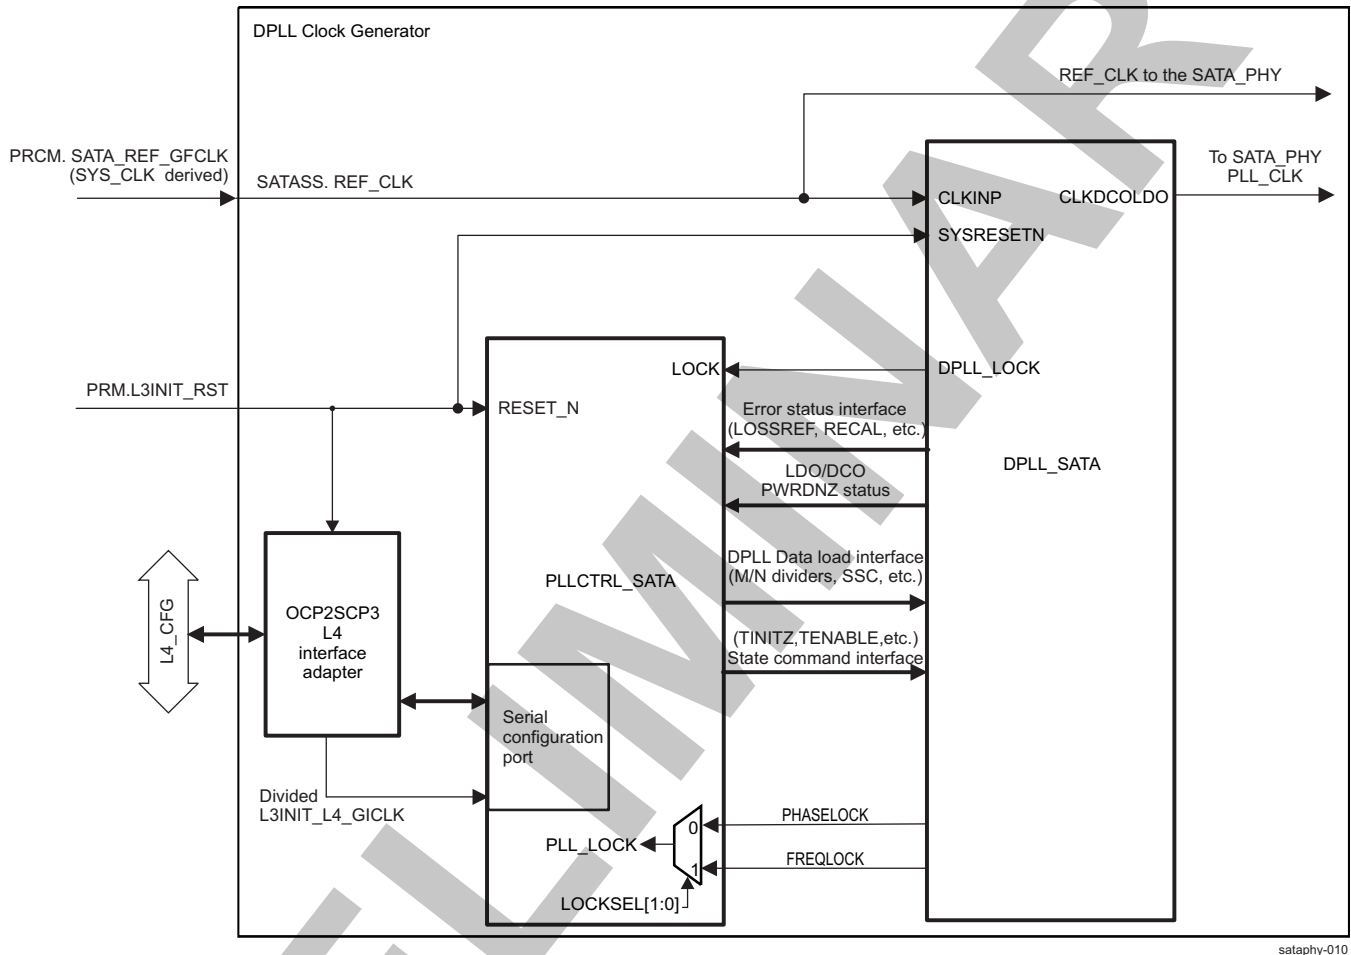 DPLL Clock Generator
REF_CLK to the SATA_PHY
PRCM. SATA_REF_GFCLK
(SYS_CLK derived)
SATASS. REF_CLK
To SATA_PHY
PLL_CLK
CLKINP
CLKDCOLDO
SYSRESETN
LOCK
DPLL_LOCK
PRM.L3INIT_RST
RESET_N
Error status interface
(LOSSREF, RECAL, etc.)
DPLL_SATA
LDO/DCO
PWRDNZ status
DPLL Data load interface
(M/N dividers, SSC, etc.)
PLLCTRL_SATA
L4_CFG
OCP2SCP3
L4
interface
adapter
(TINITZ,TENABLE,etc.)
State command interface
Serial
configuration
port
Divided
L3INIT_L4_GICLK
PHASELOCK
0
PLL_LOCK
FREQLOCK
1
LOCKSEL[1:0]
sataphy-010
ELIMINAR